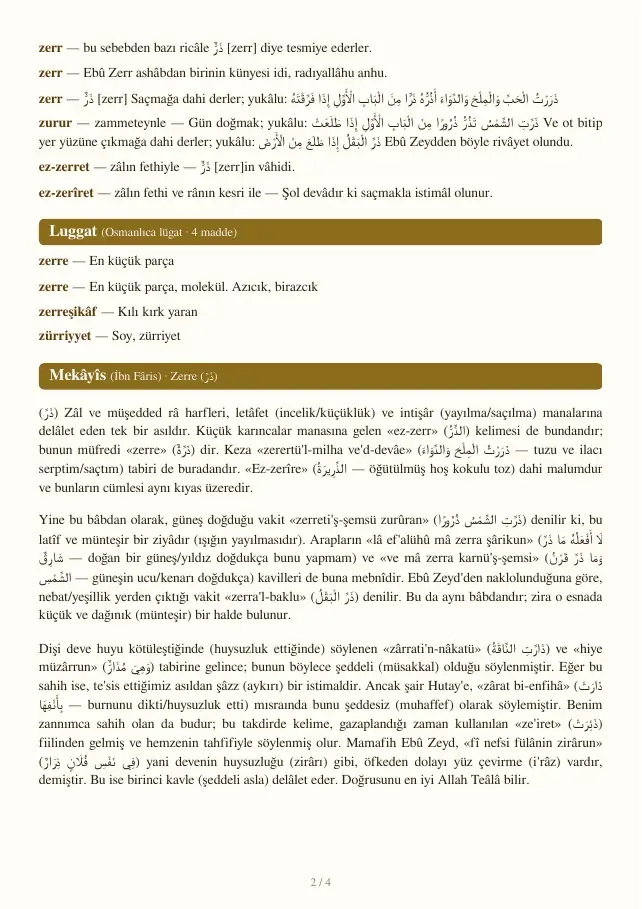 zerr — bu sebebden bazı ricâle ذَرٌّ [zerr] diye tesmiye ederler.
zerr — Ebû Zerr ashâbdan birinin künyesi idi, radıyallâhu anhu.
zerr — ذَرٌّ [zerr] Saçmağa dahi derler; yukâlu: ذَرَرْتُ الْحَبَّ وَالْمِلْحَ وَالدَّوَاءَ أَذُرُّهُ ذَرًّا مِنَ الْبَابِ الْأَوَّلِ إِذَا فَرَّقْتَهُ
zurur — zammeteynle — Gün doğmak; yukâlu: ذَرَّتِ الشَّمْسُ تَذُرُّ ذُرُورًا مِنَ الْبَابِ الْأَوَّلِ إِذَا طَلَعَتْ Ve ot bitip
yer yüzüne çıkmağa dahi derler; yukâlu: ذَرَّ الْبَقْلُ إِذَا طَلَعَ مِنَ الْأَرْضِ Ebû Zeydden böyle rivâyet olundu.
ez-zerret — zâlın fethiyle — ذَرٌّ [zerr]in vâhidi.
ez-zerîret — zâlın fethi ve rânın kesri ile — Şol devâdır ki saçmakla istimâl olunur.
Luggat (Osmanlıca lügat · 4 madde)
zerre — En küçük parça
zerre — En küçük parça, molekül. Azıcık, birazcık
zerreşikâf — Kılı kırk yaran
zürriyyet — Soy, zürriyet
Mekâyîs (İbn Fâris) · Zerre (ذرّ)
(ذَرَّ) Zâl ve müşedded râ harfleri, letâfet (incelik/küçüklük) ve intişâr (yayılma/saçılma) manalarına
delâlet eden tek bir asıldır. Küçük karıncalar manasına gelen «ez-zerr» (الذَّرُّ) kelimesi de bundandır;
bunun müfredi «zerre» (ذَرَّةٌ) dir. Keza «zerertü'l-milha ve'd-devâe» (ذَرَرْتُ الْمِلْحَ وَالدَّوَاءَ — tuzu ve ilacı
serptim/saçtım) tabiri de buradandır. «Ez-zerîre» (الذَّرِيرَةُ — öğütülmüş hoş kokulu toz) dahi malumdur
ve bunların cümlesi aynı kıyas üzeredir.
Yine bu bâbdan olarak, güneş doğduğu vakit «zerreti'ş-şemsü zurûran» (ذَرَّتِ الشَّمْسُ ذُرُورًا) denilir ki, bu
latîf ve münteşir bir ziyâdır (ışığın yayılmasıdır). Arapların «lâ ef'alühû mâ zerra şârikun» (لَا أَفْعَلُهُ مَا ذَرَّ
شَارِقٌ — doğan bir güneş/yıldız doğdukça bunu yapmam) ve «ve mâ zerra karnü'ş-şemsi» (وَمَا ذَرَّ قَرْنُ
الشَّمْسِ — güneşin ucu/kenarı doğdukça) kavilleri de buna mebnîdir. Ebû Zeyd'den naklolunduğuna göre,
nebat/yeşillik yerden çıktığı vakit «zerra'l-baklu» (ذَرَّ الْبَقْلُ) denilir. Bu da aynı bâbdandır; zira o esnada
küçük ve dağınık (münteşir) bir halde bulunur.
Dişi deve huyu kötüleştiğinde (huysuzluk ettiğinde) söylenen «zârrati'n-nâkatü» (ذَارَّتِ النَّاقَةُ) ve «hiye
müzârrun» (وَهِيَ مُذَارٌّ) tabirine gelince; bunun böylece şeddeli (müsakkal) olduğu söylenmiştir. Eğer bu
sahih ise, te'sis ettiğimiz asıldan şâzz (aykırı) bir istimaldir. Ancak şair Hutay'e, «zârat bi-enfihâ» (ذَارَتْ
بِأَنْفِهَا — burnunu dikti/huysuzluk etti) mısraında bunu şeddesiz (muhaffef) olarak söylemiştir. Benim
zannımca sahih olan da budur; bu takdirde kelime, gazaplandığı zaman kullanılan «ze'iret» (ذَئِرَتْ)
fiilinden gelmiş ve hemzenin tahfifiyle söylenmiş olur. Mamafih Ebû Zeyd, «fî nefsi fülânin zirârun»
(فِي نَفْسِ فُلَانٍ ذِرَارٌ) yani devenin huysuzluğu (zirârı) gibi, öfkeden dolayı yüz çevirme (i'râz) vardır,
demiştir. Bu ise birinci kavle (şeddeli asla) delâlet eder. Doğrusunu en iyi Allah Teâlâ bilir.
2 / 4